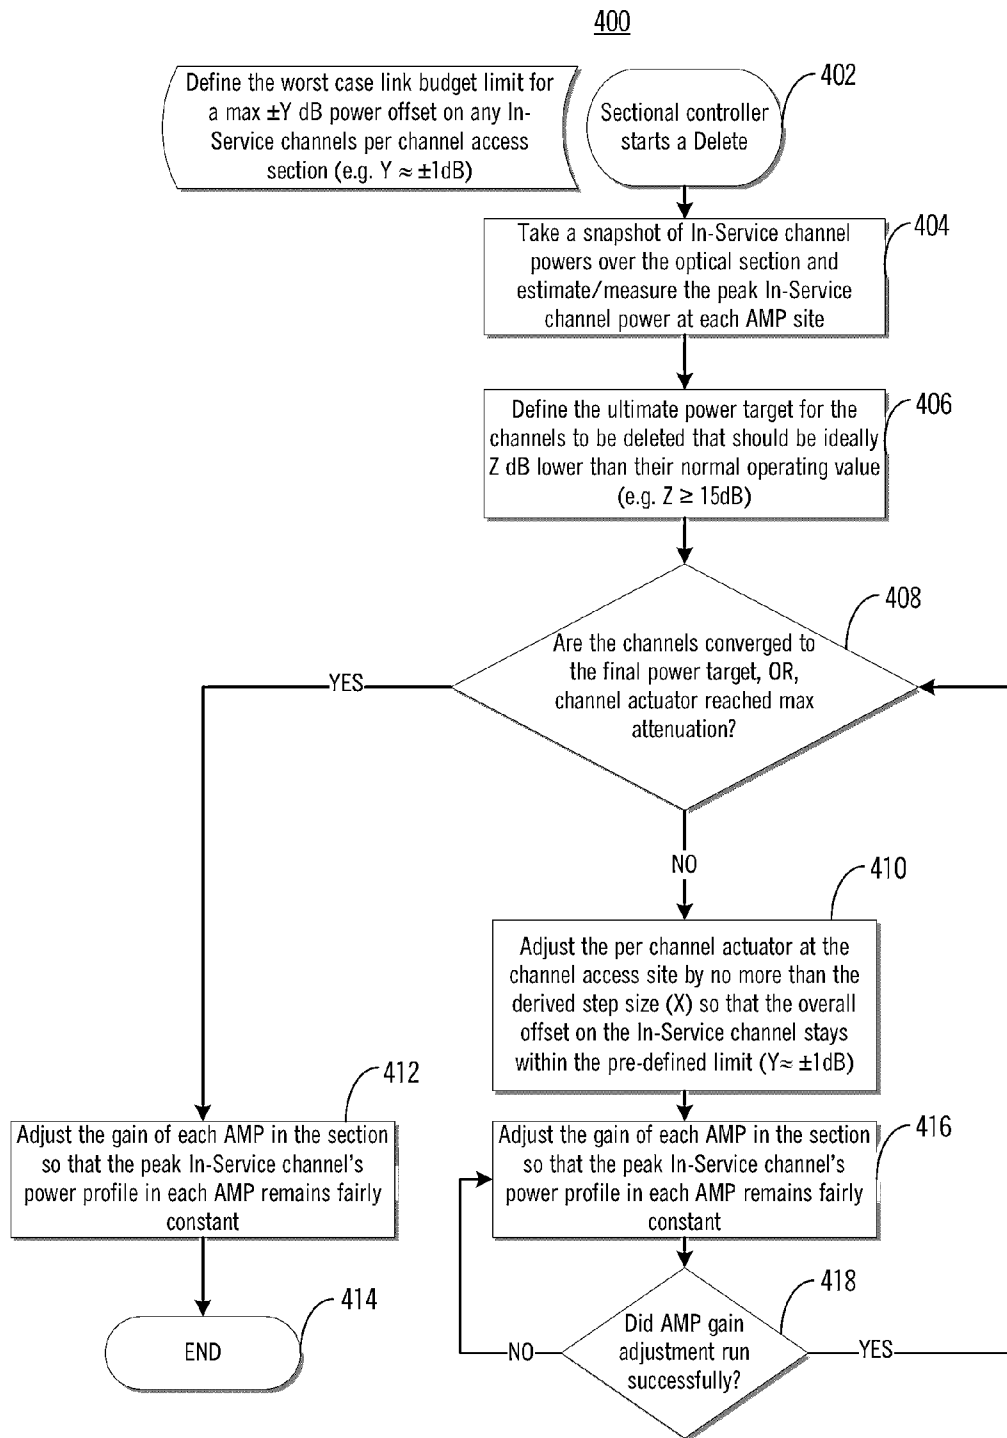 400
Define the worst case link budget limit for
a max ±Y dB power offset on any In-
Service channels per channel access
section (e.g. Y ≈ ±1dB)
402
Sectional controller
starts a Delete
404
Take a snapshot of In-Service channel
powers over the optical section and
estimate/measure the peak In-Service
channel power at each AMP site
406
Define the ultimate power target for the
channels to be deleted that should be ideally
Z dB lower than their normal operating value
(e.g. Z ≥ 15dB)
408
Are the channels converged to
the final power target, OR,
channel actuator reached max
attenuation?
YES
NO
410
Adjust the per channel actuator at the
channel access site by no more than the
derived step size (X) so that the overall
offset on the In-Service channel stays
within the pre-defined limit (Y≈ ±1dB)
412
Adjust the gain of each AMP in the section
so that the peak In-Service channel's
power profile in each AMP remains fairly
constant
416
Adjust the gain of each AMP in the section
so that the peak In-Service channel's
power profile in each AMP remains fairly
constant
414
END
418
Did AMP gain
adjustment run
successfully?
NO
YES